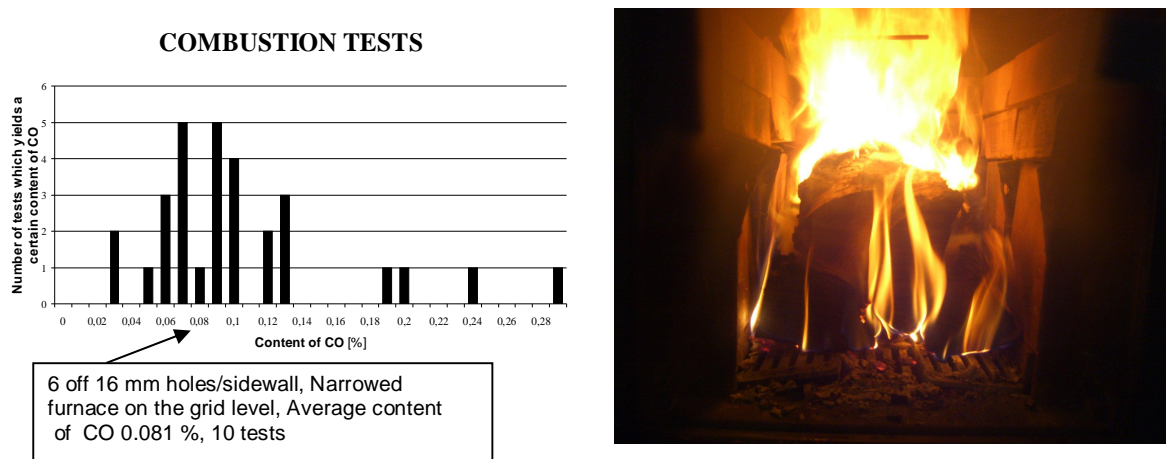 COMBUSTION TESTS
Number of tests which yields a
certain content of CO
6
5
4
3
2
1
0
0 0,02 0,04 0,06 0,08 0,1 0,12 0,14 0,16 0,18 0,2 0,22 0,24 0,26 0,28
Content of CO [%]
6 off 16 mm holes/sidewall, Narrowed
furnace on the grid level, Average content
of CO 0.081 %, 10 tests